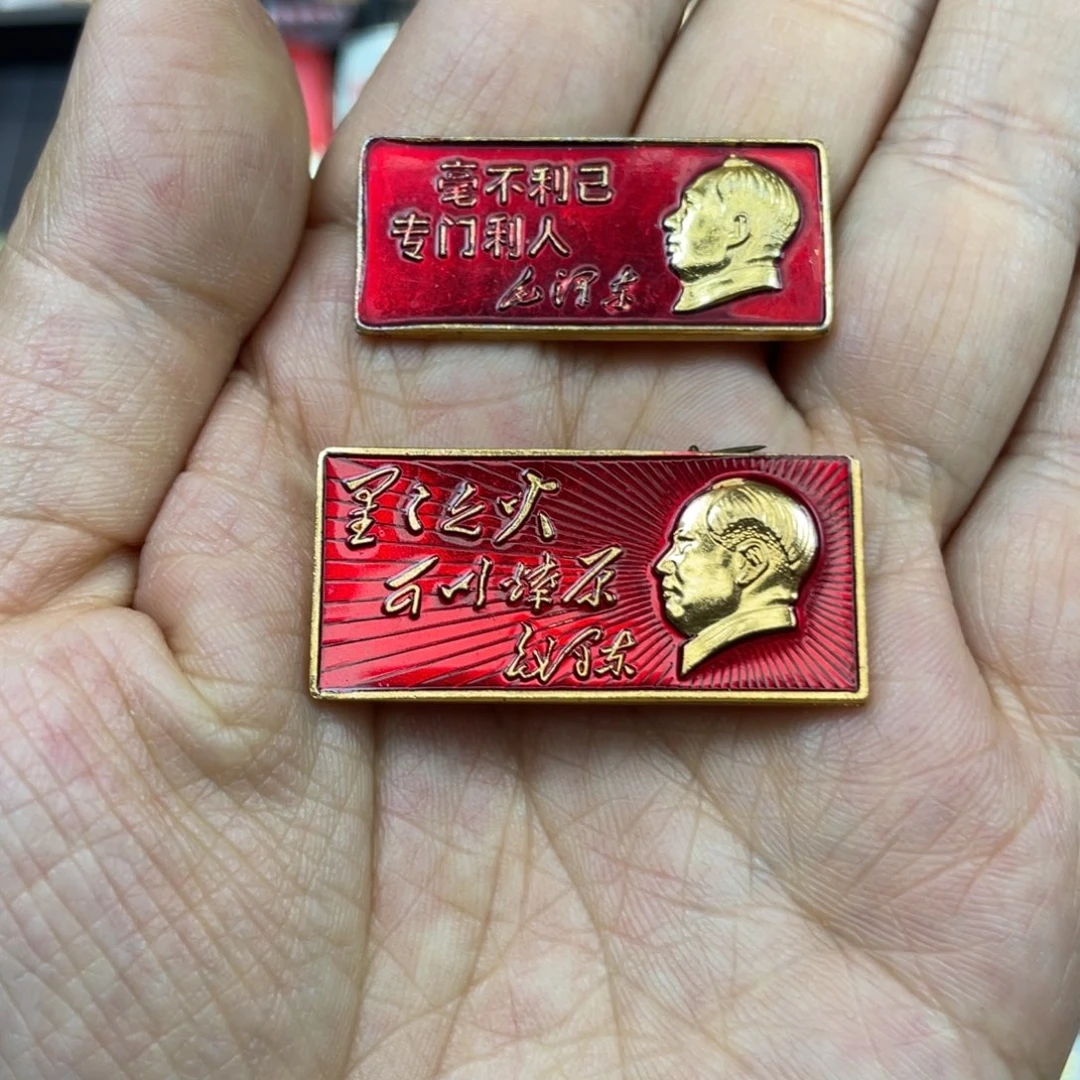 毫不利己
专门利人
毛泽东
星星之火
可以燎原
毛泽东